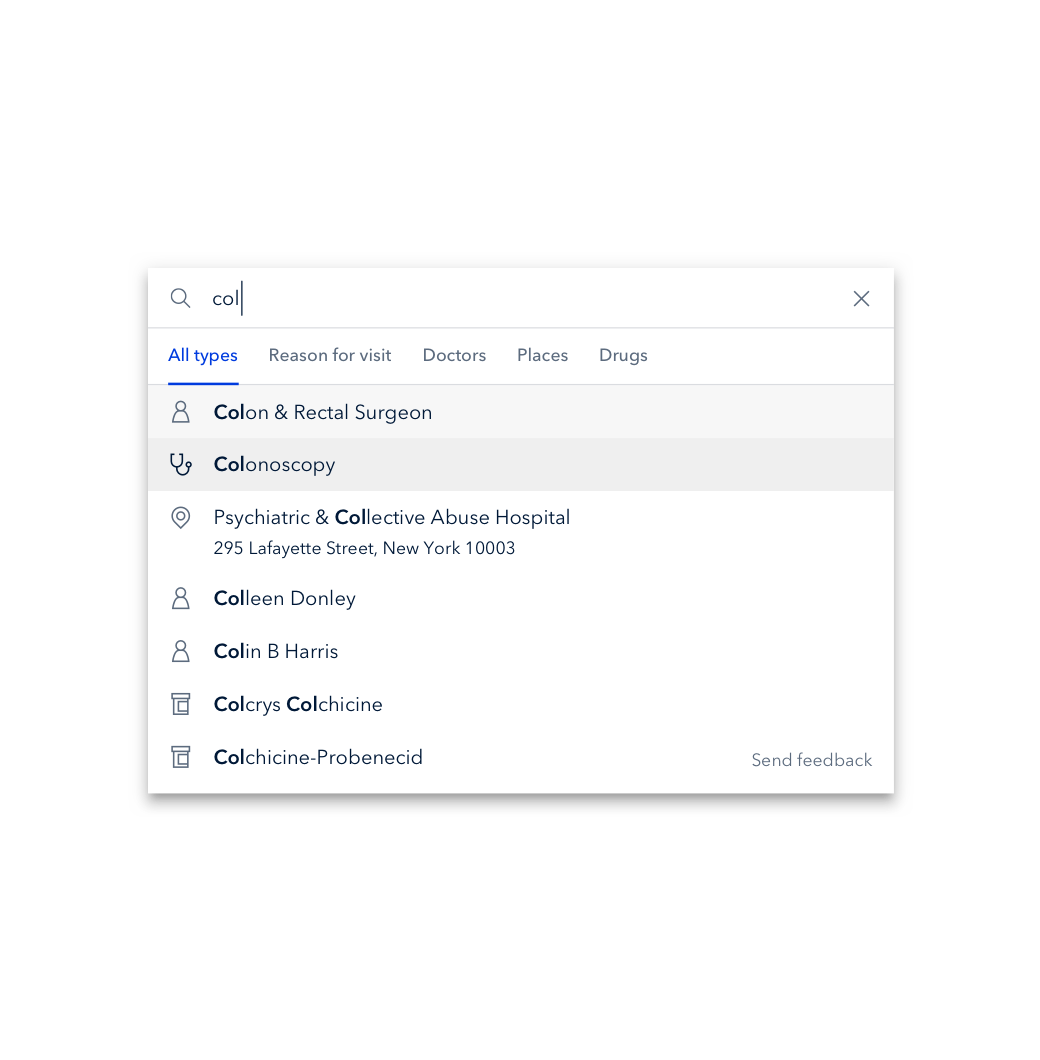 col
All types Reason for visit Doctors Places Drugs
Colon & Rectal Surgeon
Colonoscopy
Psychiatric & Collective Abuse Hospital
295 Lafayette Street, New York 10003
Colleen Donley
Colin B Harris
Colcrys Colchicine
Colchicine-Probenecid
Send feedback